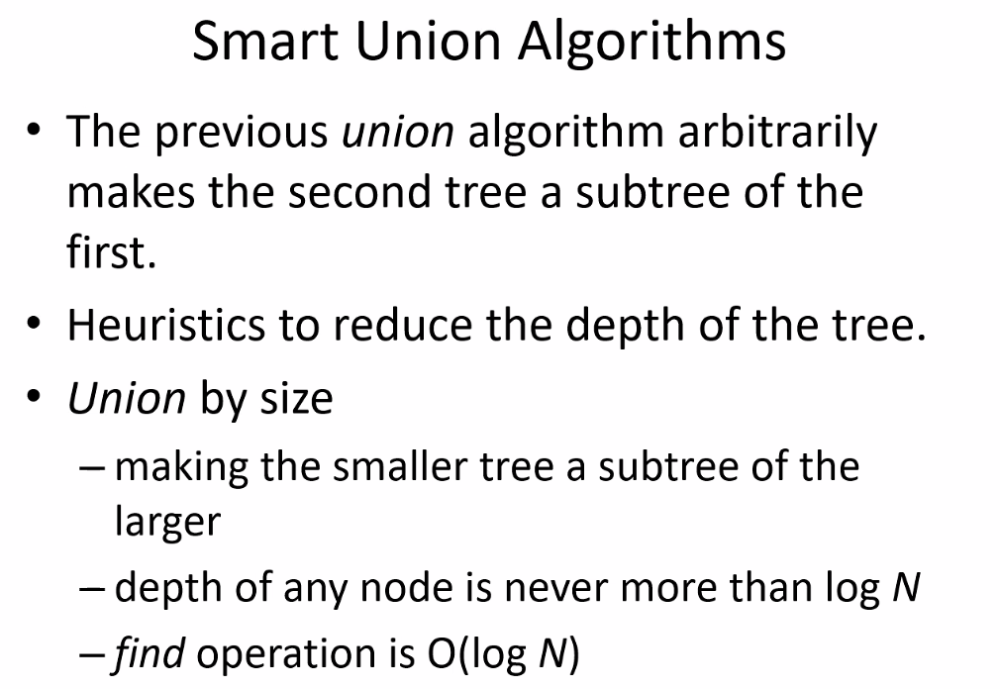 Smart Union Algorithms
• The previous union algorithm arbitrarily
makes the second tree a subtree of the
first.
• Heuristics to reduce the depth of the tree.
• Union by size
– making the smaller tree a subtree of the
larger
– depth of any node is never more than log N
– find operation is O(log N)